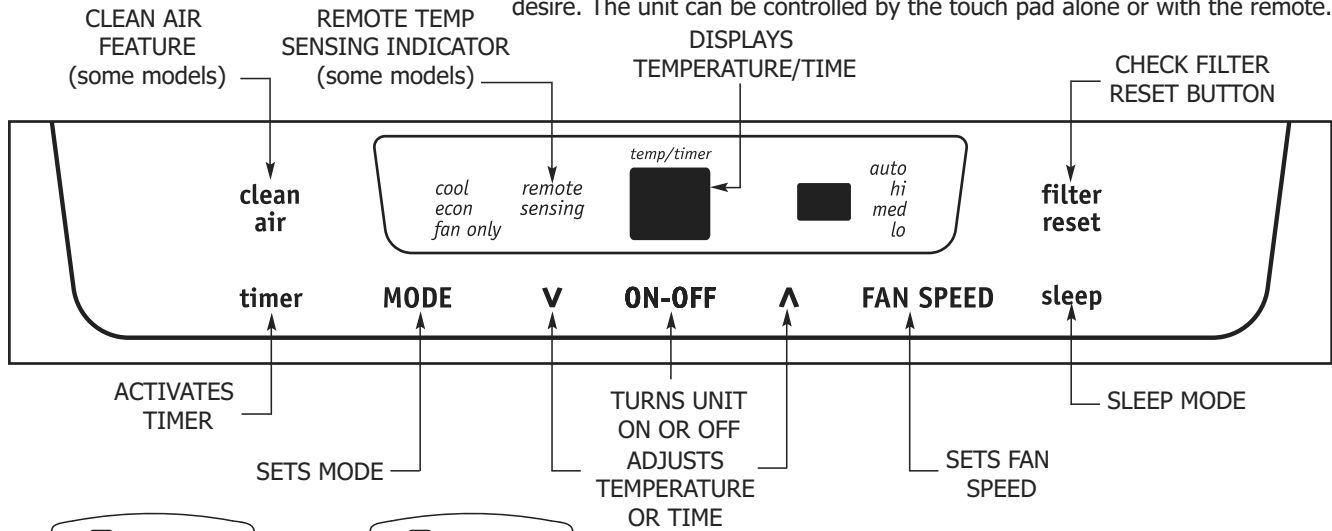 desire. The unit can be controlled by the touch pad alone or with the remote.
CLEAN AIR
FEATURE
(some models)
REMOTE TEMP
SENSING INDICATOR
(some models)
DISPLAYS
TEMPERATURE/TIME
CHECK FILTER
RESET BUTTON
clean
air
cool
econ
fan only
remote
sensing
temp/timer
auto
hi
med
lo
filter
reset
timer
MODE
∨
ON-OFF
∧
FAN SPEED
sleep
ACTIVATES
TIMER
SETS MODE
TURNS UNIT
ON OR OFF
ADJUSTS
TEMPERATURE
OR TIME
SETS FAN
SPEED
SLEEP MODE